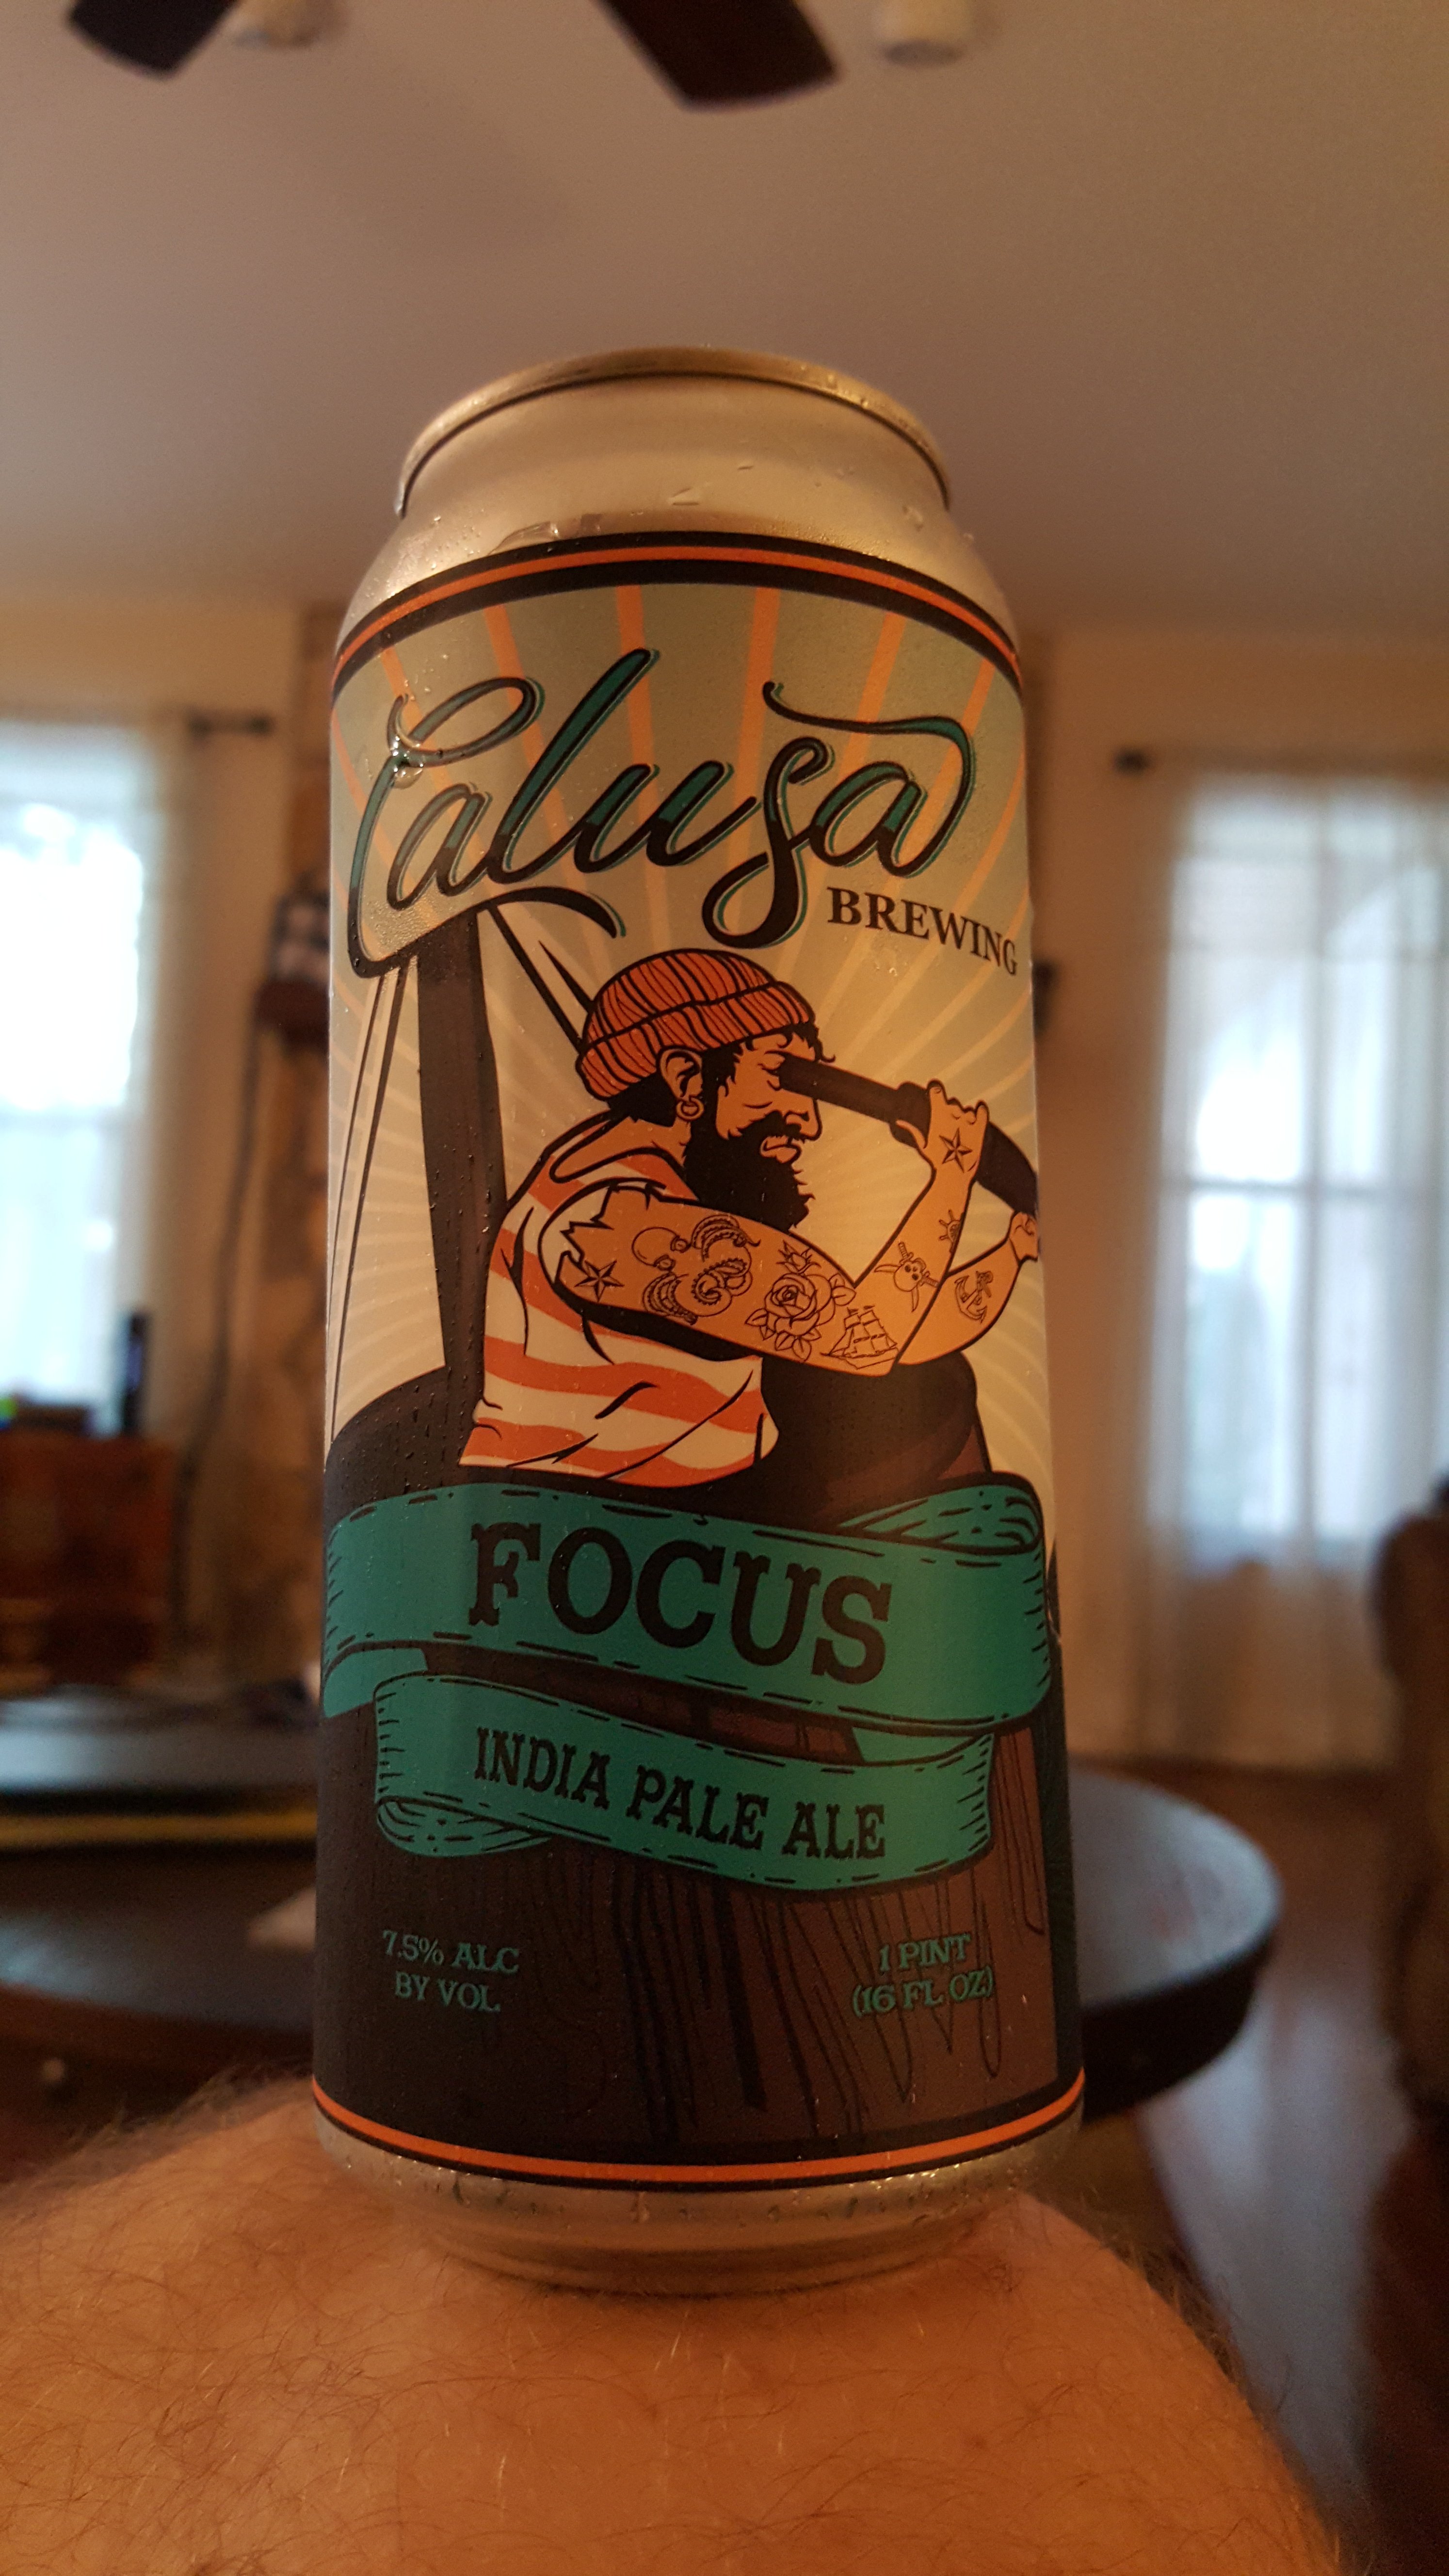 Calusa
BREWING
FOCUS
INDIA PALE ALE
7.5% ALC
BY VOL
1 PINT
(16 FL OZ)